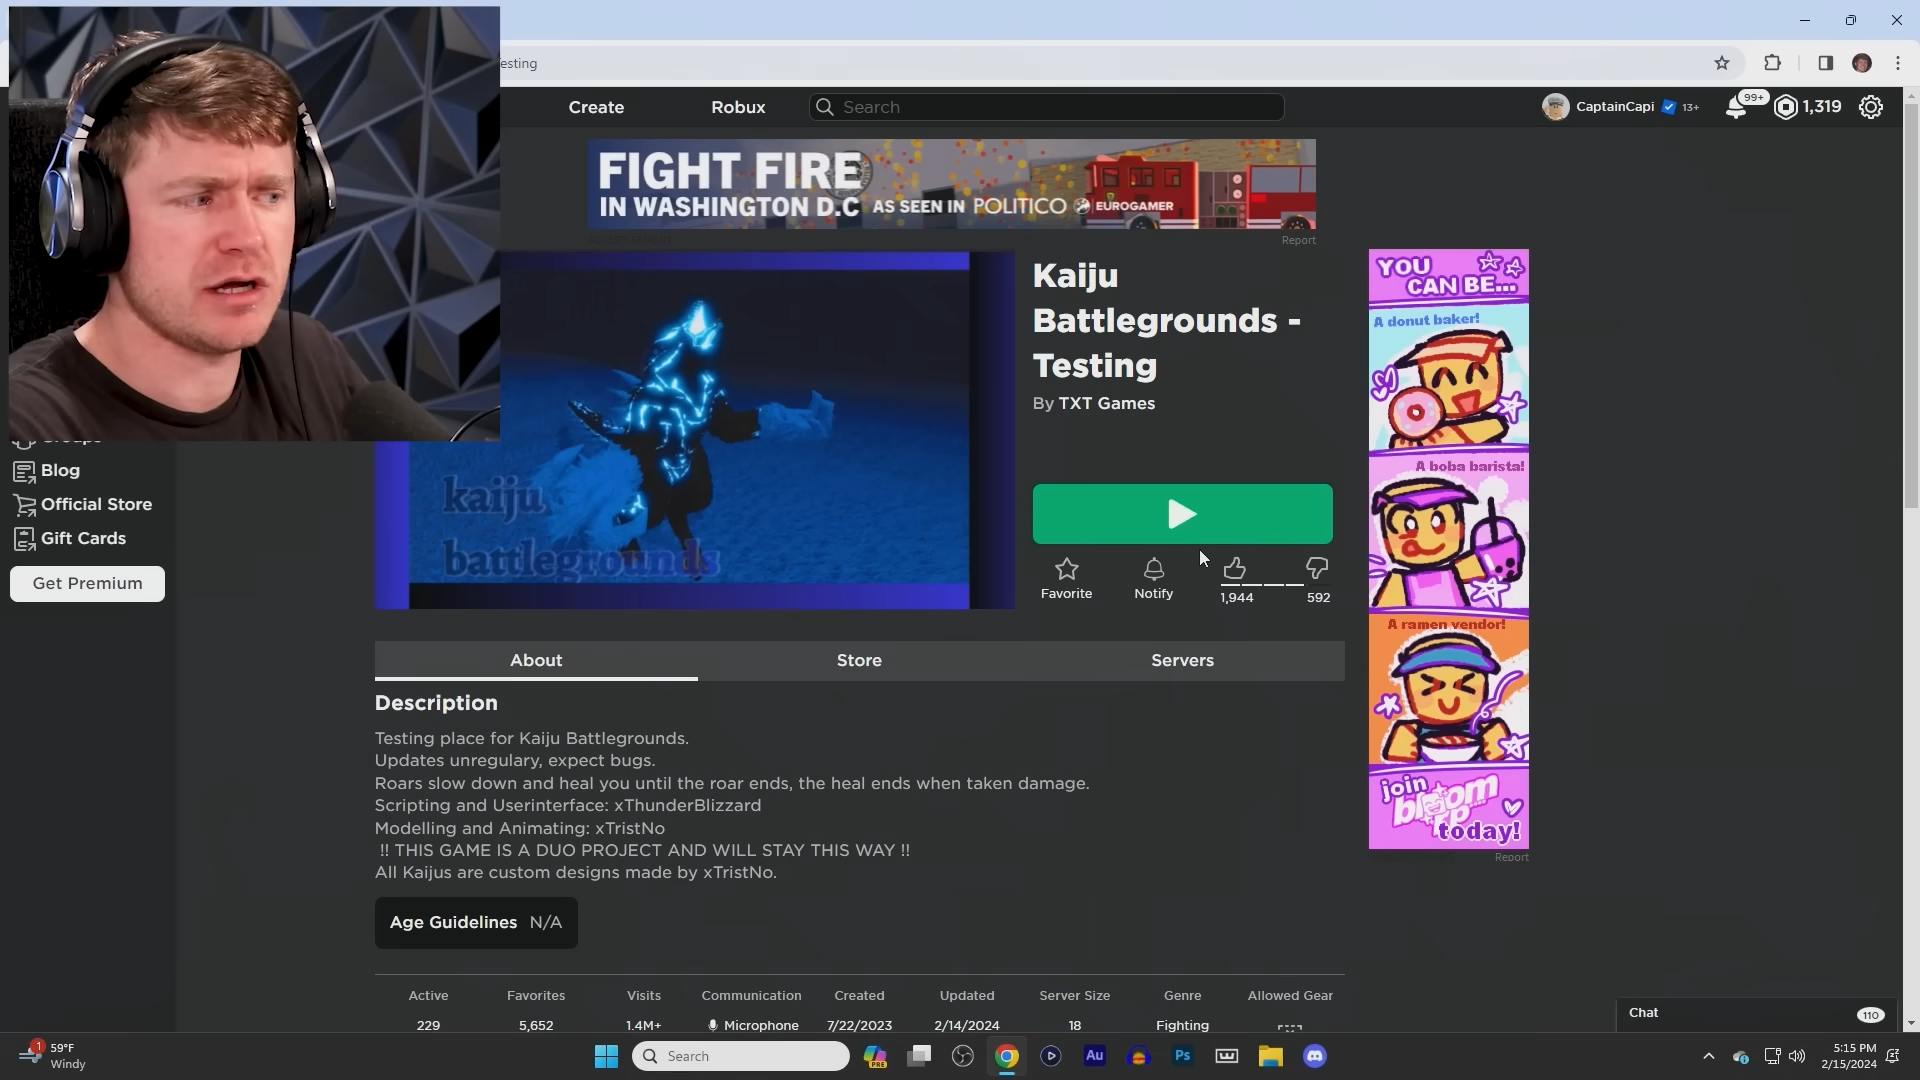 esting
Create
Robux
Search
CaptainCapi
13+
99+
1,319
FIGHT FIRE
IN WASHINGTON D.C AS SEEN IN POLITICO EUROGAMER
Report
kaiju
battlegrounds
Kaiju
Battlegrounds -
Testing
By TXT Games
Favorite
Notify
1,944
592
YOU
CAN BE...
A donut baker!
A boba barista!
A ramen vendor!
join
bloom
rp
today!
Report
Groups
Blog
Official Store
Gift Cards
Get Premium
About
Store
Servers
Description
Testing place for Kaiju Battlegrounds.
Updates unregulary, expect bugs.
Roars slow down and heal you until the roar ends, the heal ends when taken damage.
Scripting and Userinterface: xThunderBlizzard
Modelling and Animating: xTristNo
!! THIS GAME IS A DUO PROJECT AND WILL STAY THIS WAY !!
All Kaijus are custom designs made by xTristNo.
Age Guidelines N/A
Active Favorites Visits Communication Created Updated Server Size Genre Allowed Gear
229 5,652 1.4M+ Microphone 7/22/2023 2/14/2024 18 Fighting
Chat
110
1
59°F
Windy
Search
PRE
Au
Ps
5:15 PM
2/15/2024